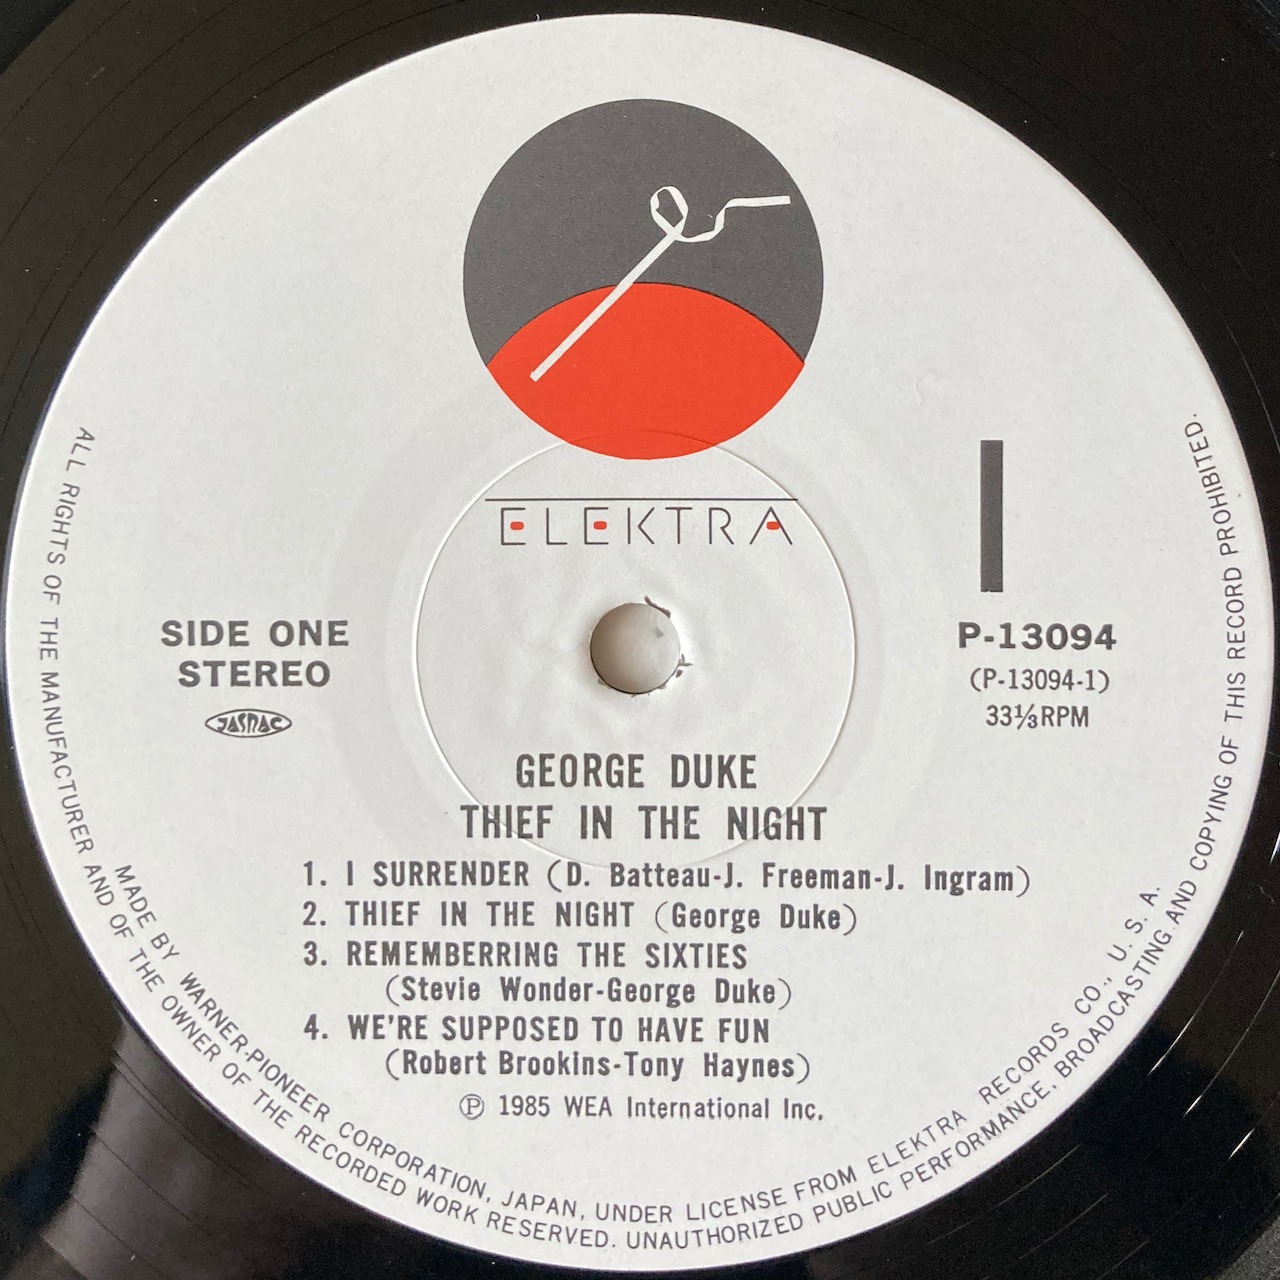 ELEKTRA
I
SIDE ONE
STEREO
JASRAC
P-13094
(P-13094-1)
33⅓RPM
GEORGE DUKE
THIEF IN THE NIGHT
1. I SURRENDER (D. Batteau-J. Freeman-J. Ingram)
2. THIEF IN THE NIGHT (George Duke)
3. REMEMBERRING THE SIXTIES
(Stevie Wonder-George Duke)
4. WE'RE SUPPOSED TO HAVE FUN
(Robert Brookins-Tony Haynes)
Ⓟ 1985 WEA International Inc.
MADE BY WARNER-PIONEER CORPORATION, JAPAN, UNDER LICENSE FROM ELEKTRA RECORDS CO., U. S. A.
ALL RIGHTS OF THE MANUFACTURER AND OF THE OWNER OF THE RECORDED WORK RESERVED. UNAUTHORIZED PUBLIC PERFORMANCE, BROADCASTING AND COPYING OF THIS RECORD PROHIBITED.